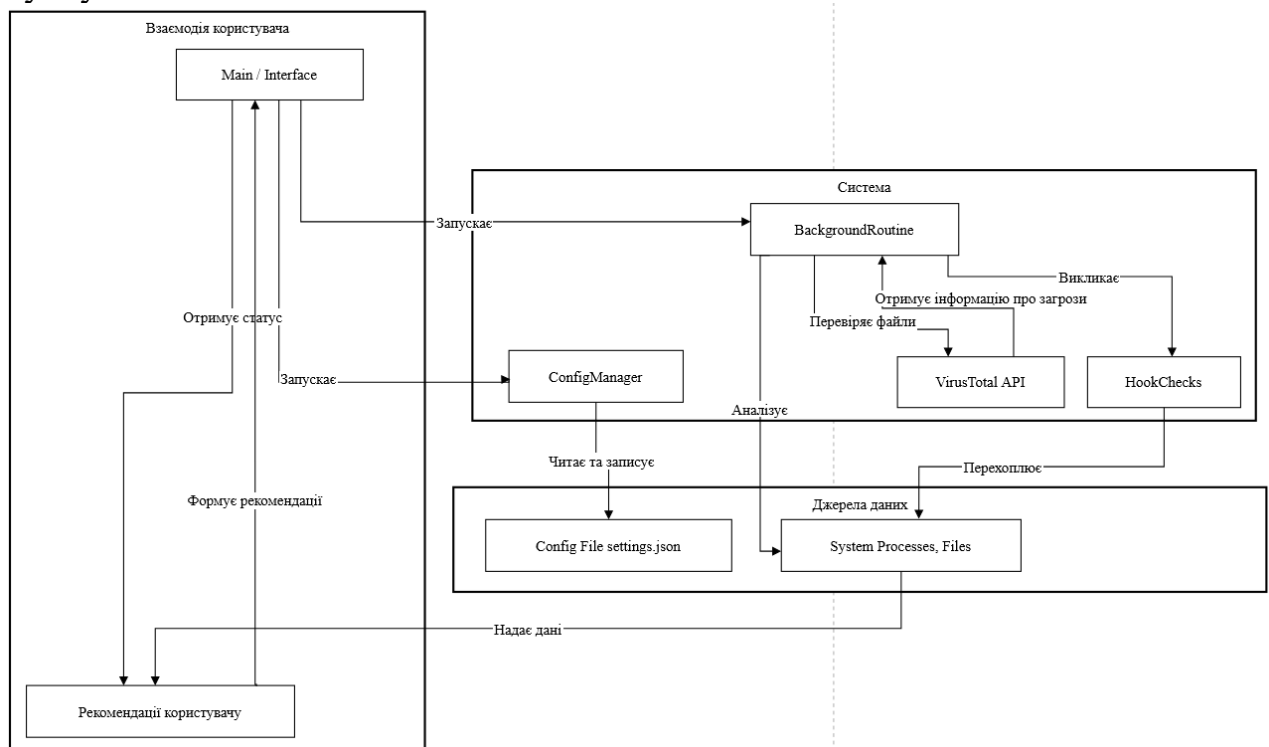 Взаємодія користувача
Main / Interface
Система
BackgroundRoutine
Запускає
Викликає
Отримує інформацію про загрози
Отримує статус
Перевіряє файли
Запускає
ConfigManager
VirusTotal API
HookChecks
Аналізує
Читає та записує
Перехоплює
Формує рекомендації
Джерела даних
Config File settings.json
System Processes, Files
Надає дані
Рекомендації користувачу